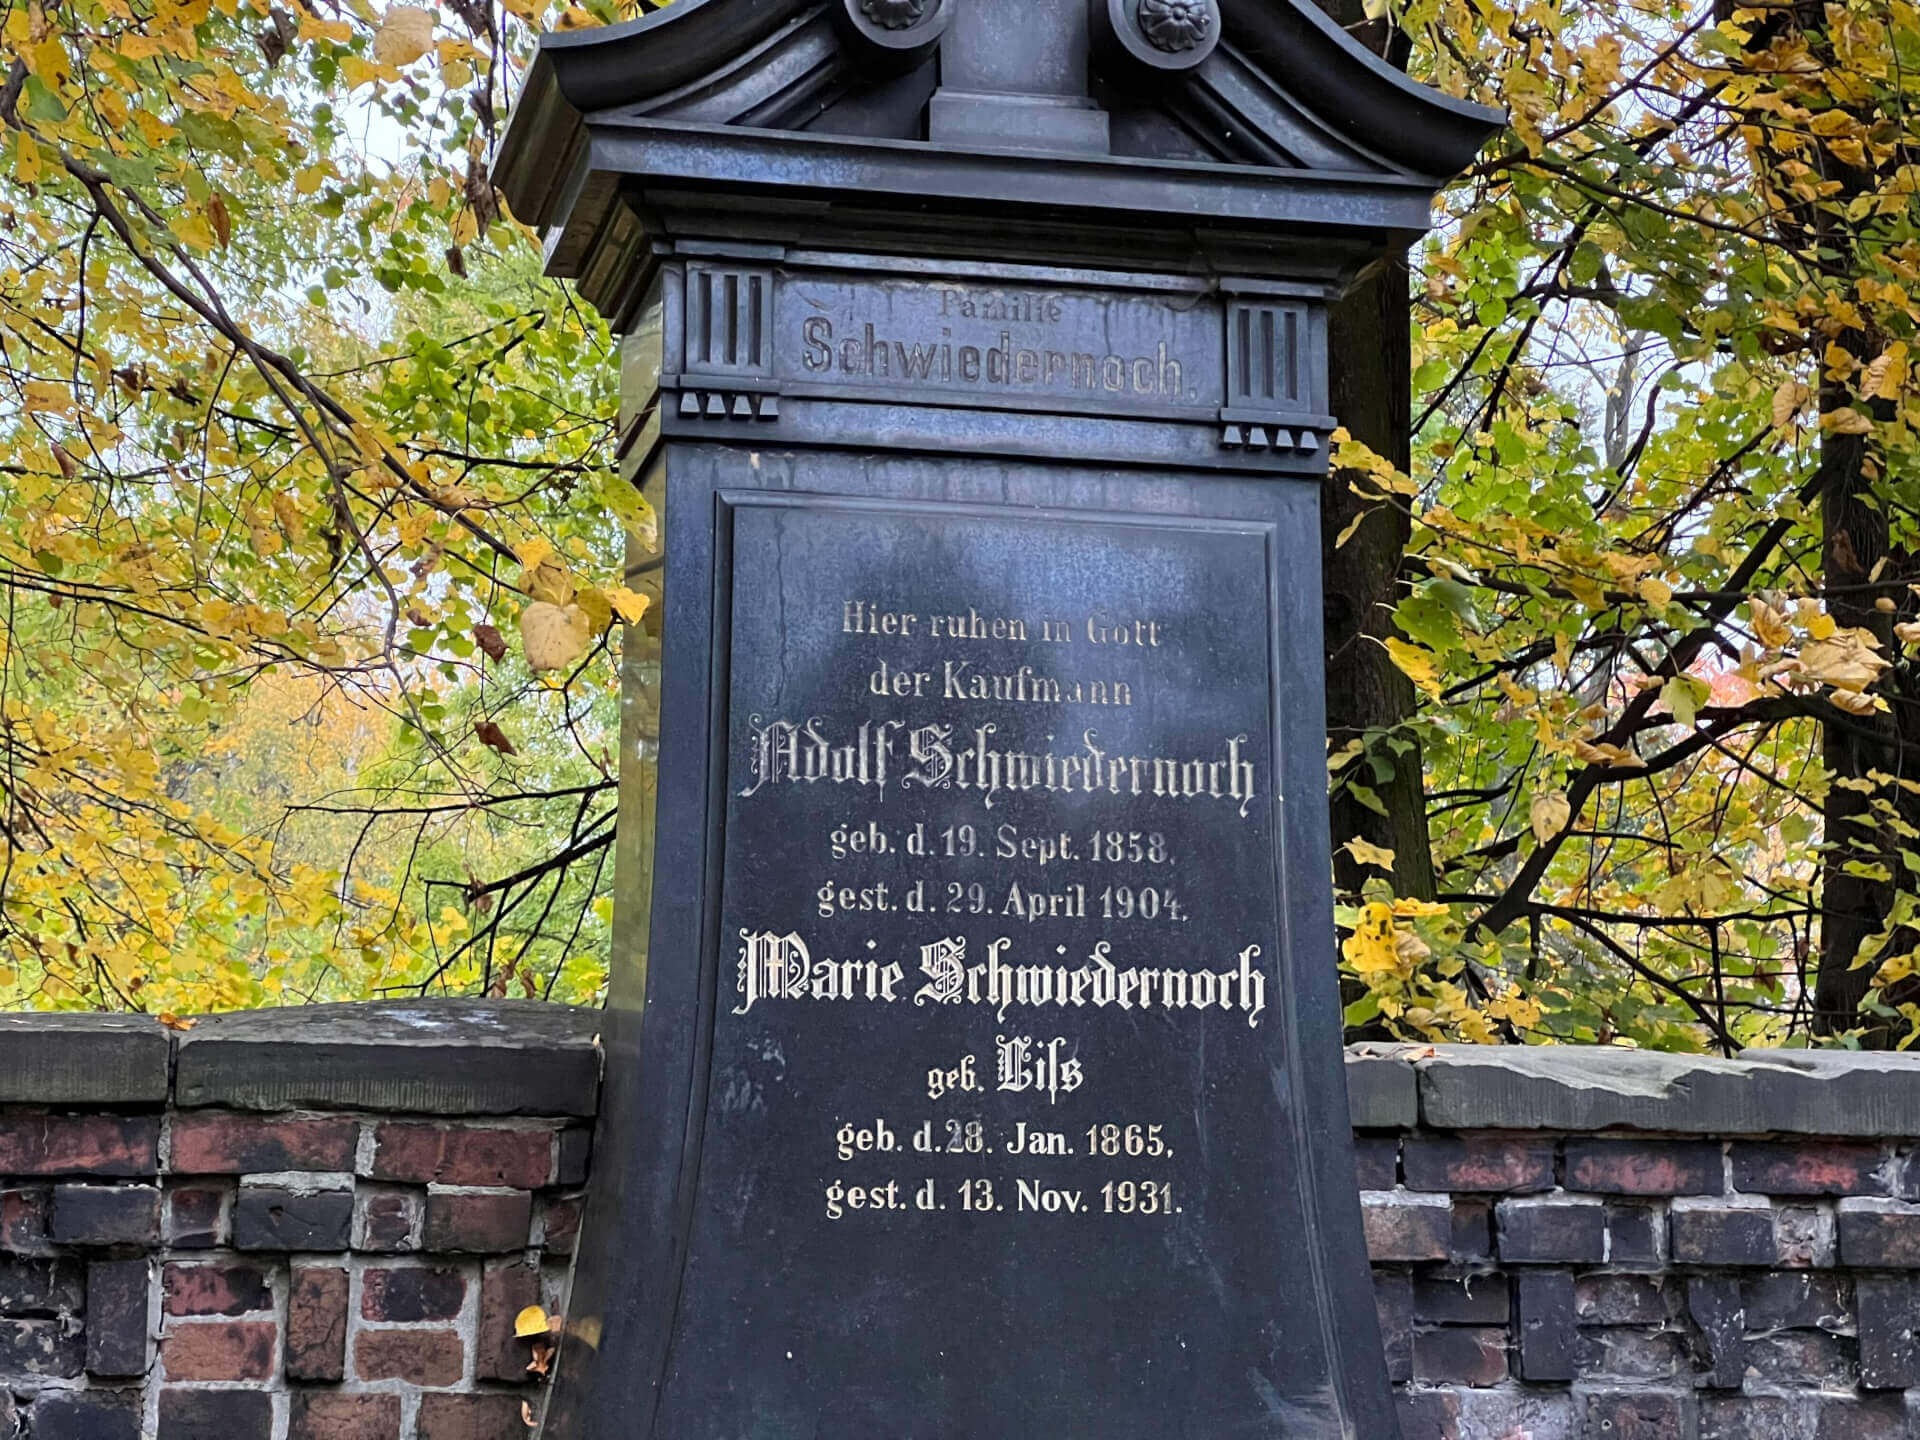 Familie
Schwiedernoch.
Hier ruhen in Gott
der Kaufmann
Adolf Schwiedernoch
geb. d. 19. Sept. 1858.
gest. d. 29. April 1904.
Marie Schwiedernoch
geb. Liſs
geb. d. 28. Jan. 1865.
gest. d. 13. Nov. 1931.